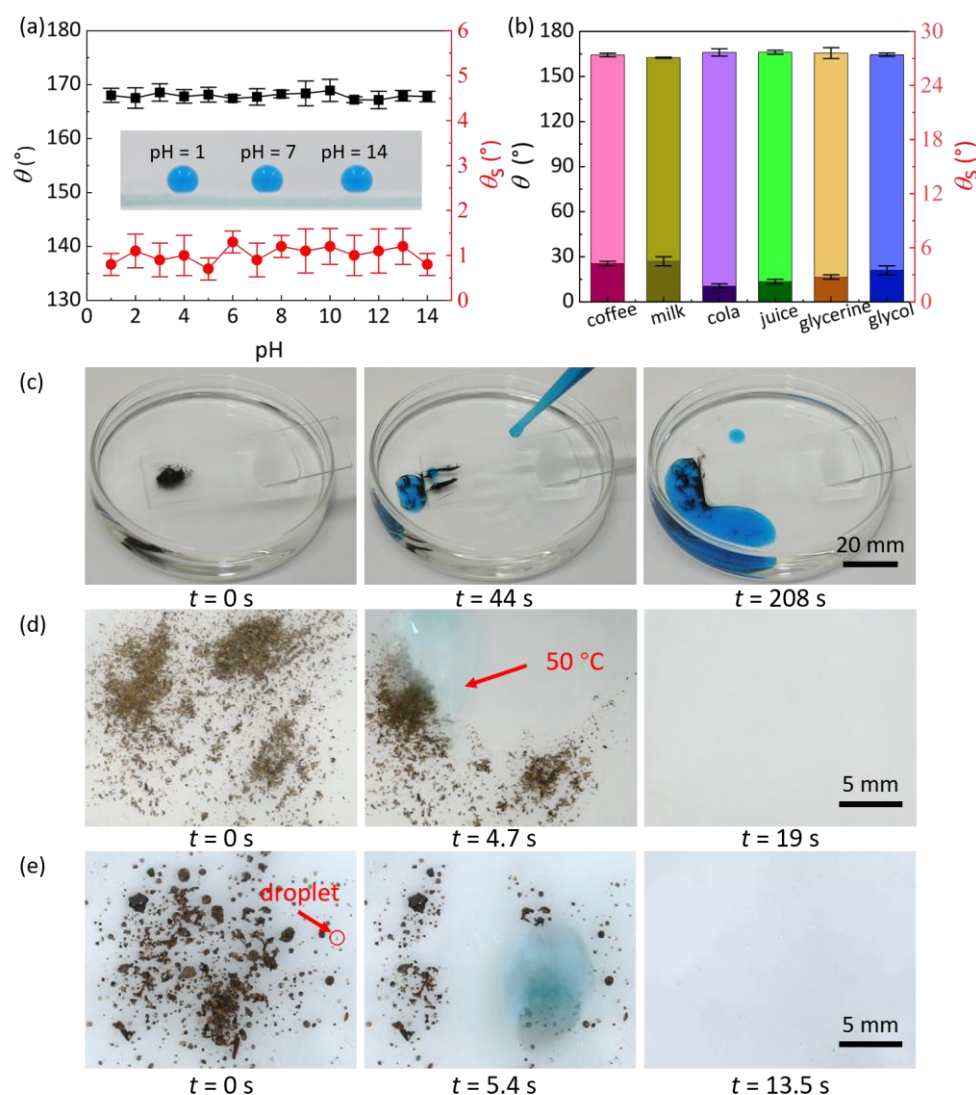 (a)
180
170
160
150
140
130
θ (°)
6
5
4
3
2
1
0
θS (°)
pH = 1 pH = 7 pH = 14
0 2 4 6 8 10 12 14
pH
(b)
180
150
120
90
60
30
0
θ (°)
30
24
18
12
6
0
θS (°)
coffee milk cola juice glycerine glycol
(c)
20 mm
t = 0 s t = 44 s t = 208 s
(d)
50 °C
5 mm
t = 0 s t = 4.7 s t = 19 s
(e)
droplet
5 mm
t = 0 s t = 5.4 s t = 13.5 s